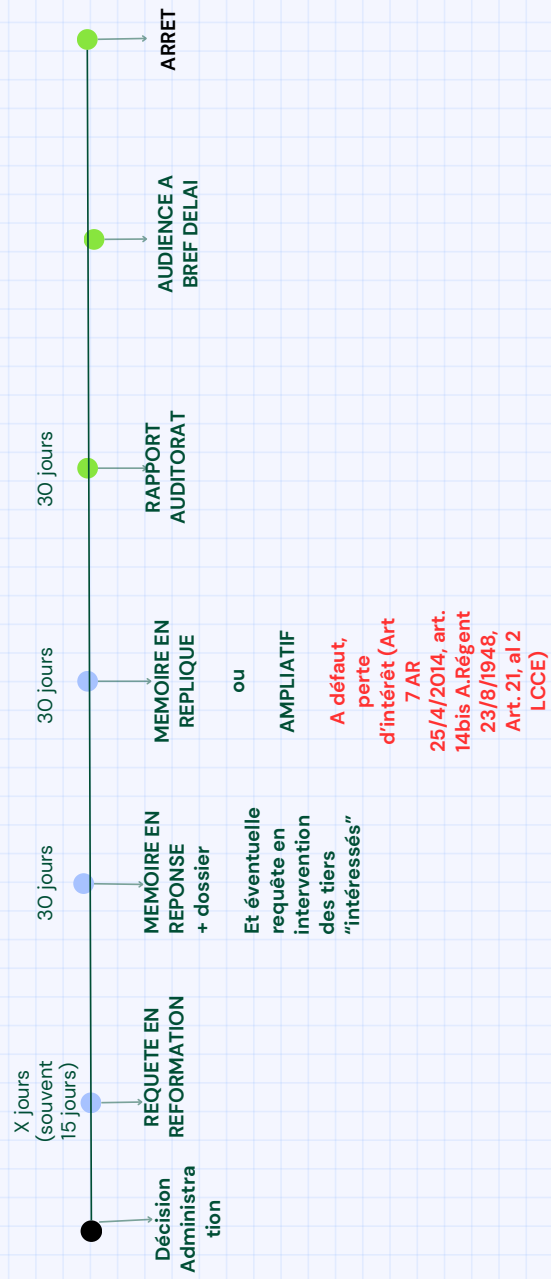 Décision
Administra
tion
X jours
(souvent
15 jours)
REQUETE EN
REFORMATION
30 jours
MEMOIRE EN
REPONSE
+ dossier
Et éventuelle
requête en
intervention
des tiers
“intéressés”
30 jours
MEMOIRE EN
REPLIQUE
ou
AMPLIATIF
A défaut,
perte
d’intérêt (Art
7 AR
25/4/2014, art.
14bis A.Régent
23/8/1948,
Art. 21, al 2
LCCE)
30 jours
RAPPORT
AUDITORAT
AUDIENCE A
BREF DELAI
ARRET